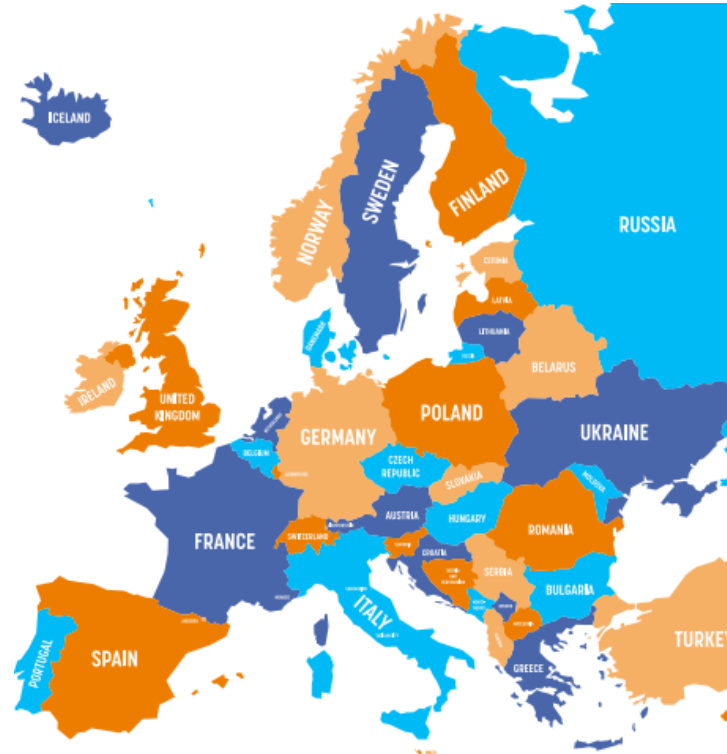 ICELAND
RUSSIA
SWEDEN
FINLAND
NORWAY
ESTONIA
LATVIA
LITHUANIA
DANEMARK
BELARUS
IRELAND
UNITED
KINGDOM
POLAND
GERMANY
UKRAINE
BELGIUM
CZECH
REPUBLIC
SLOVAKIA
MOLDOVA
AUSTRIA
HUNGARY
SWITZERLAND
ROMANIA
FRANCE
CROATIA
SERBIA
BULGARIA
ITALY
PORTUGAL
SPAIN
GREECE
TURKEY